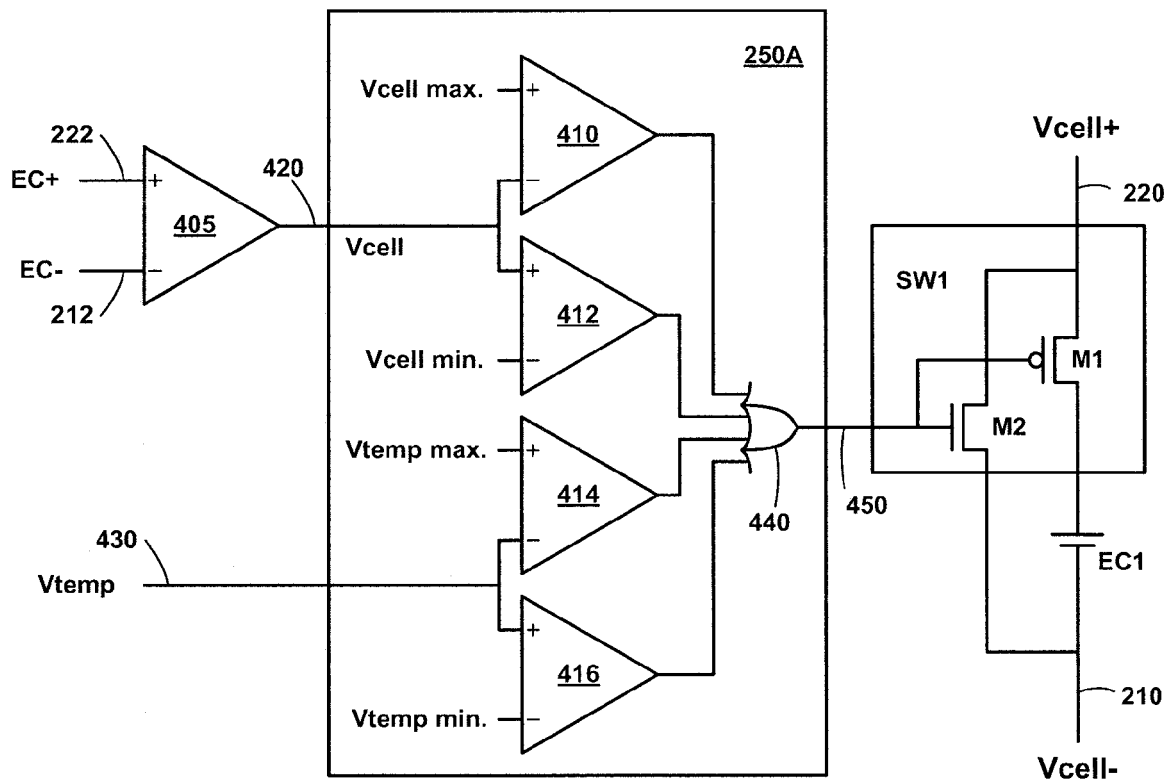 250A
Vcell max.
+
410
−
222
EC+
+
405
EC-
−
212
420
Vcell
+
412
Vcell min.
−
Vtemp max.
+
414
−
430
Vtemp
+
416
Vtemp min.
−
440
450
Vcell+
220
SW1
M1
M2
EC1
210
Vcell-